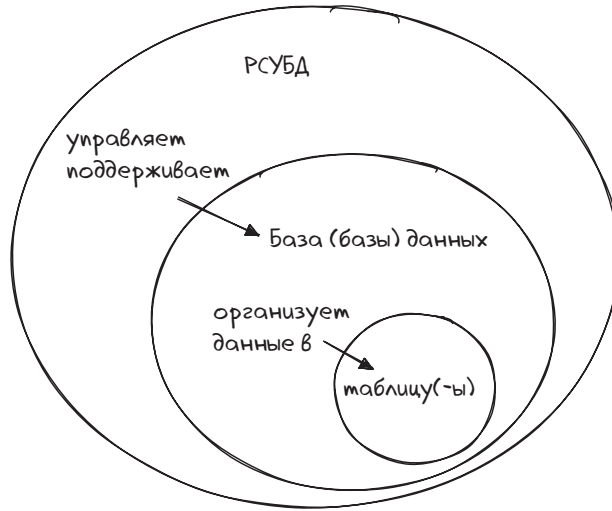 РСУБД
управляет
поддерживает
База (базы) данных
организует
данные в
таблицу(-ы)